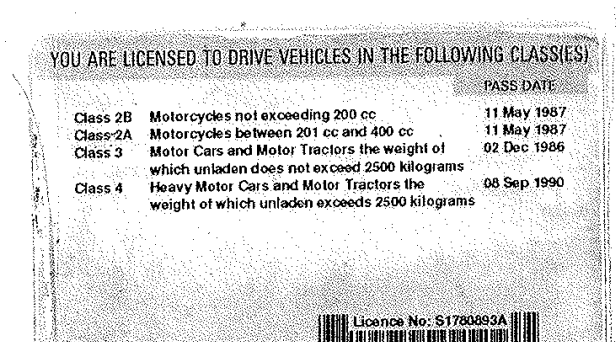 YOU ARE LICENSED TO DRIVE VEHICLES IN THE FOLLOWING CLASS(ES)
PASS DATE
Class 2B Motorcycles not exceeding 200 cc 11 May 1987
Class 2A Motorcycles between 201 cc and 400 cc 11 May 1987
Class 3 Motor Cars and Motor Tractors the weight of 02 Dec 1986
which unladen does not exceed 2500 kilograms
Class 4 Heavy Motor Cars and Motor Tractors the 08 Sep 1990
weight of which unladen exceeds 2500 kilograms
Licence No: S1780893A